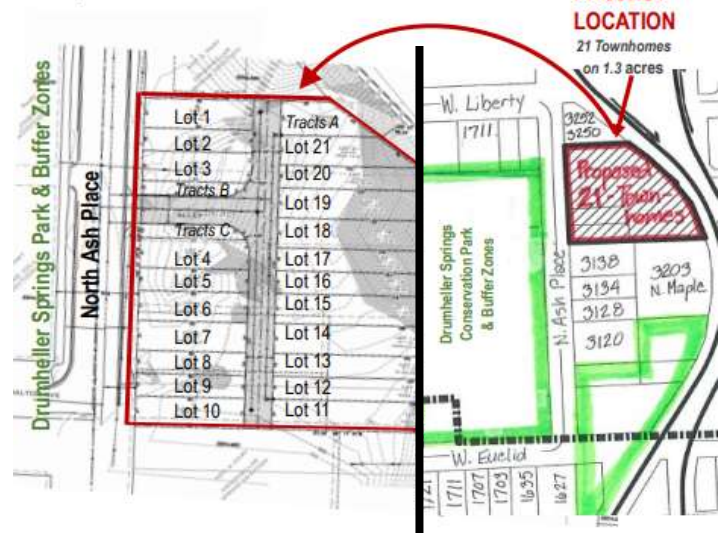 LOCATION
21 Townhomes
on 1.3 acres
Drumheller Springs Park & Buffer Zones
North Ash Place
Lot 1
Lot 2
Lot 3
Tracts B
Tracts C
Lot 4
Lot 5
Lot 6
Lot 7
Lot 8
Lot 9
Lot 10
Tracts A
Lot 21
Lot 20
Lot 19
Lot 18
Lot 17
Lot 16
Lot 15
Lot 14
Lot 13
Lot 12
Lot 11
W. Liberty
1711
3252
3250
Proposed
21-Town-
homes
Drumheller Springs
Conservation Park
& Buffer Zones
N. Ash Place
3138
3134
3128
3120
3203
N. Maple
W. Euclid
1711
1707
1703
1635
1627